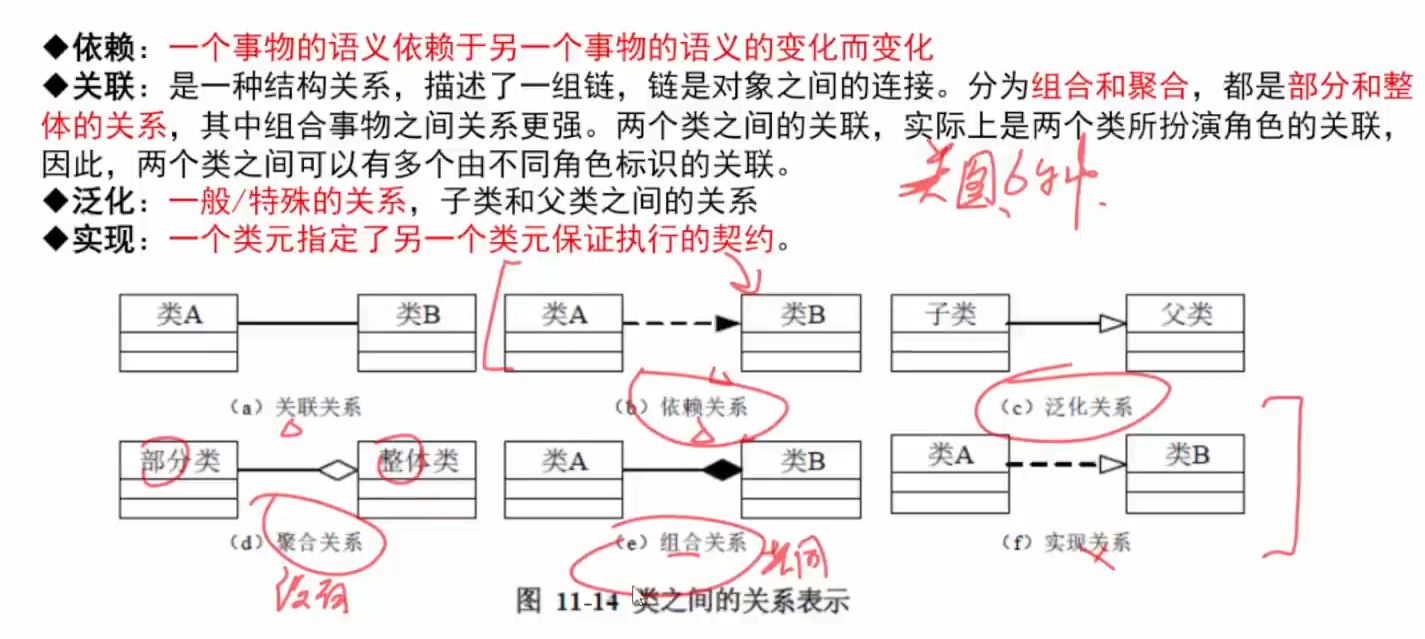 ◆依赖：一个事物的语义依赖于另一个事物的语义的变化而变化
◆关联：是一种结构关系，描述了一组链，链是对象之间的连接。分为组合和聚合，都是部分和整
体的关系，其中组合事物之间关系更强。两个类之间的关联，实际上是两个类所扮演角色的关联，
因此，两个类之间可以有多个由不同角色标识的关联。
类图、6分
◆泛化：一般/特殊的关系，子类和父类之间的关系
◆实现：一个类元指定了另一个类元保证执行的契约。
类A 类B 类A 类B 子类 父类
（a）关联关系 （b）依赖关系 （c）泛化关系
部分类 整体类 类A 类B 类A 类B
（d）聚合关系 （e）组合关系 （f）实现关系
图 11-14 类之间的关系表示